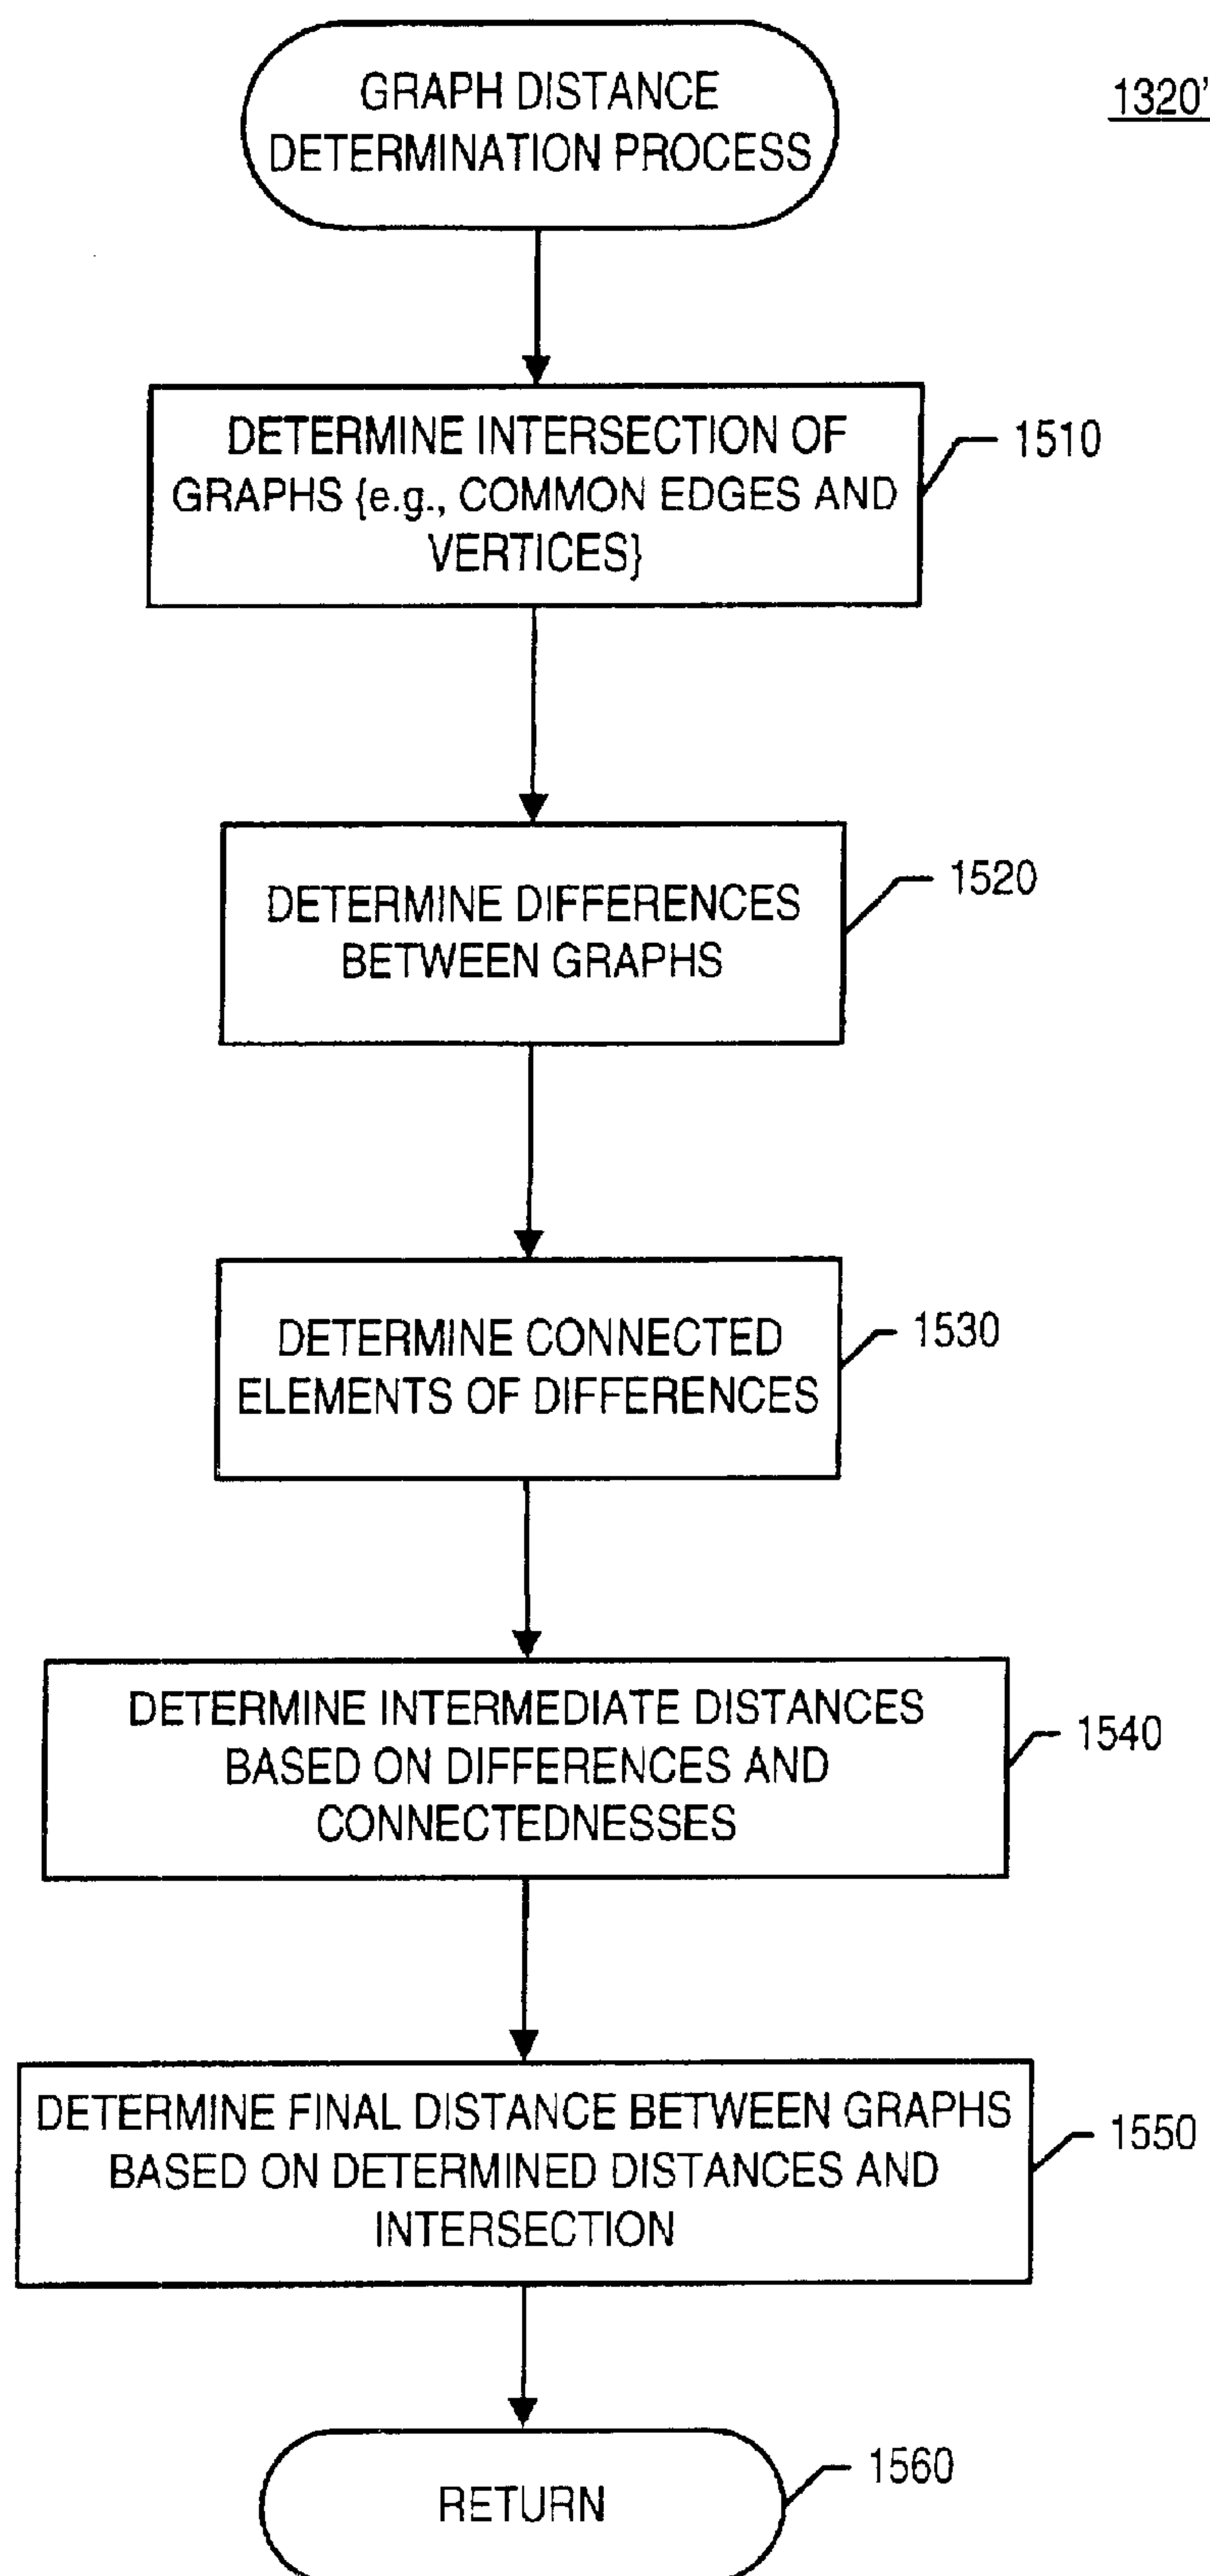 GRAPH DISTANCE
DETERMINATION PROCESS
1320'
DETERMINE INTERSECTION OF
GRAPHS {e.g., COMMON EDGES AND
VERTICES}
1510
DETERMINE DIFFERENCES
BETWEEN GRAPHS
1520
DETERMINE CONNECTED
ELEMENTS OF DIFFERENCES
1530
DETERMINE INTERMEDIATE DISTANCES
BASED ON DIFFERENCES AND
CONNECTEDNESSES
1540
DETERMINE FINAL DISTANCE BETWEEN GRAPHS
BASED ON DETERMINED DISTANCES AND
INTERSECTION
1550
RETURN
1560